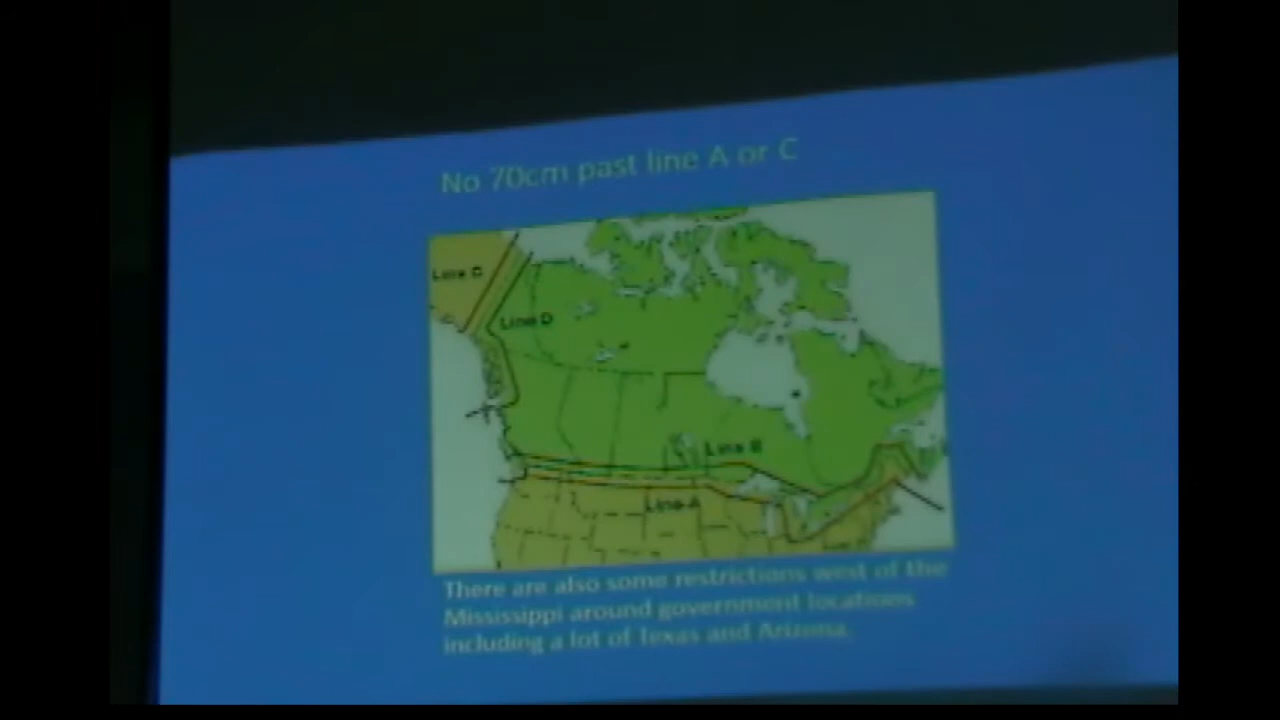 No 70cm past line A or C
Line C
Line D
Line B
Line A
There are also some restrictions west of the
Mississippi around government locations
including a lot of Texas and Arizona.